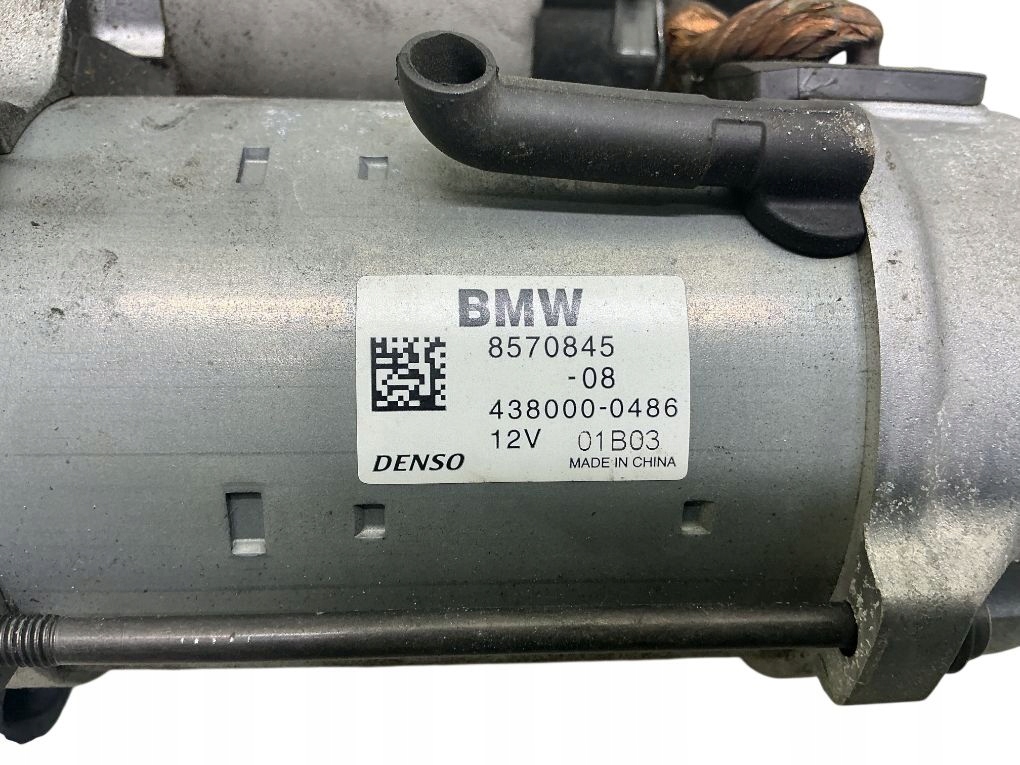 BMW
8570845
-08
438000-0486
12V 01B03
DENSO MADE IN CHINA